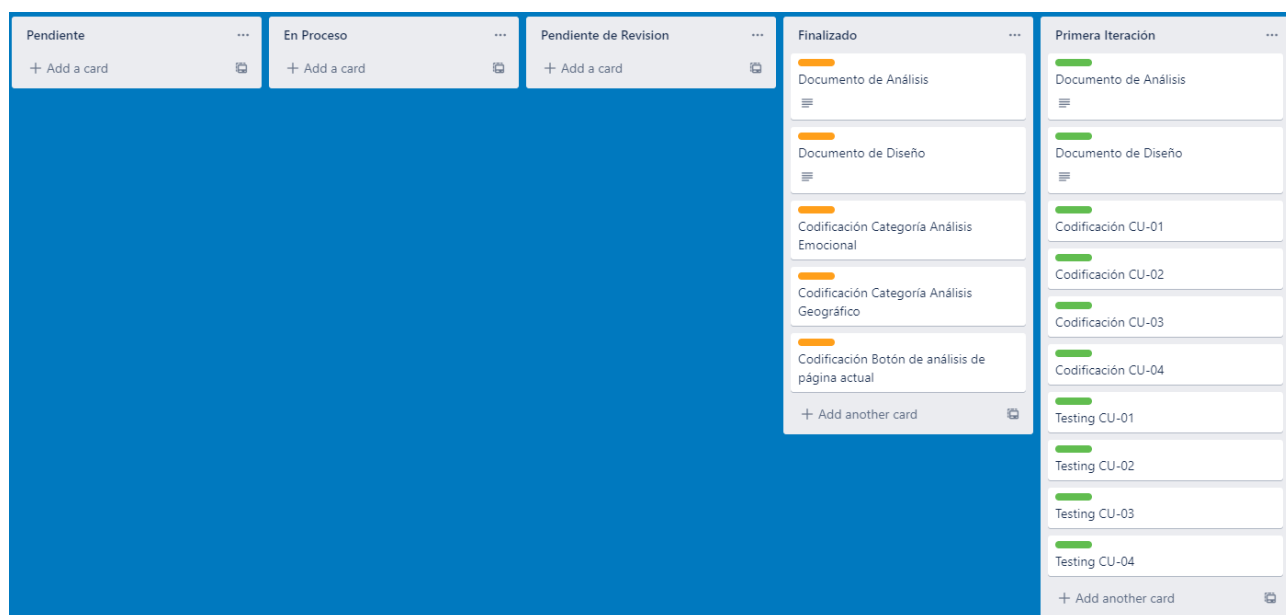 Pendiente
+ Add a card
En Proceso
+ Add a card
Pendiente de Revision
+ Add a card
Finalizado
Documento de Análisis
Documento de Diseño
Codificación Categoría Análisis
Emocional
Codificación Categoría Análisis
Geográfico
Codificación Botón de análisis de
página actual
+ Add another card
Primera Iteración
Documento de Análisis
Documento de Diseño
Codificación CU-01
Codificación CU-02
Codificación CU-03
Codificación CU-04
Testing CU-01
Testing CU-02
Testing CU-03
Testing CU-04
+ Add another card